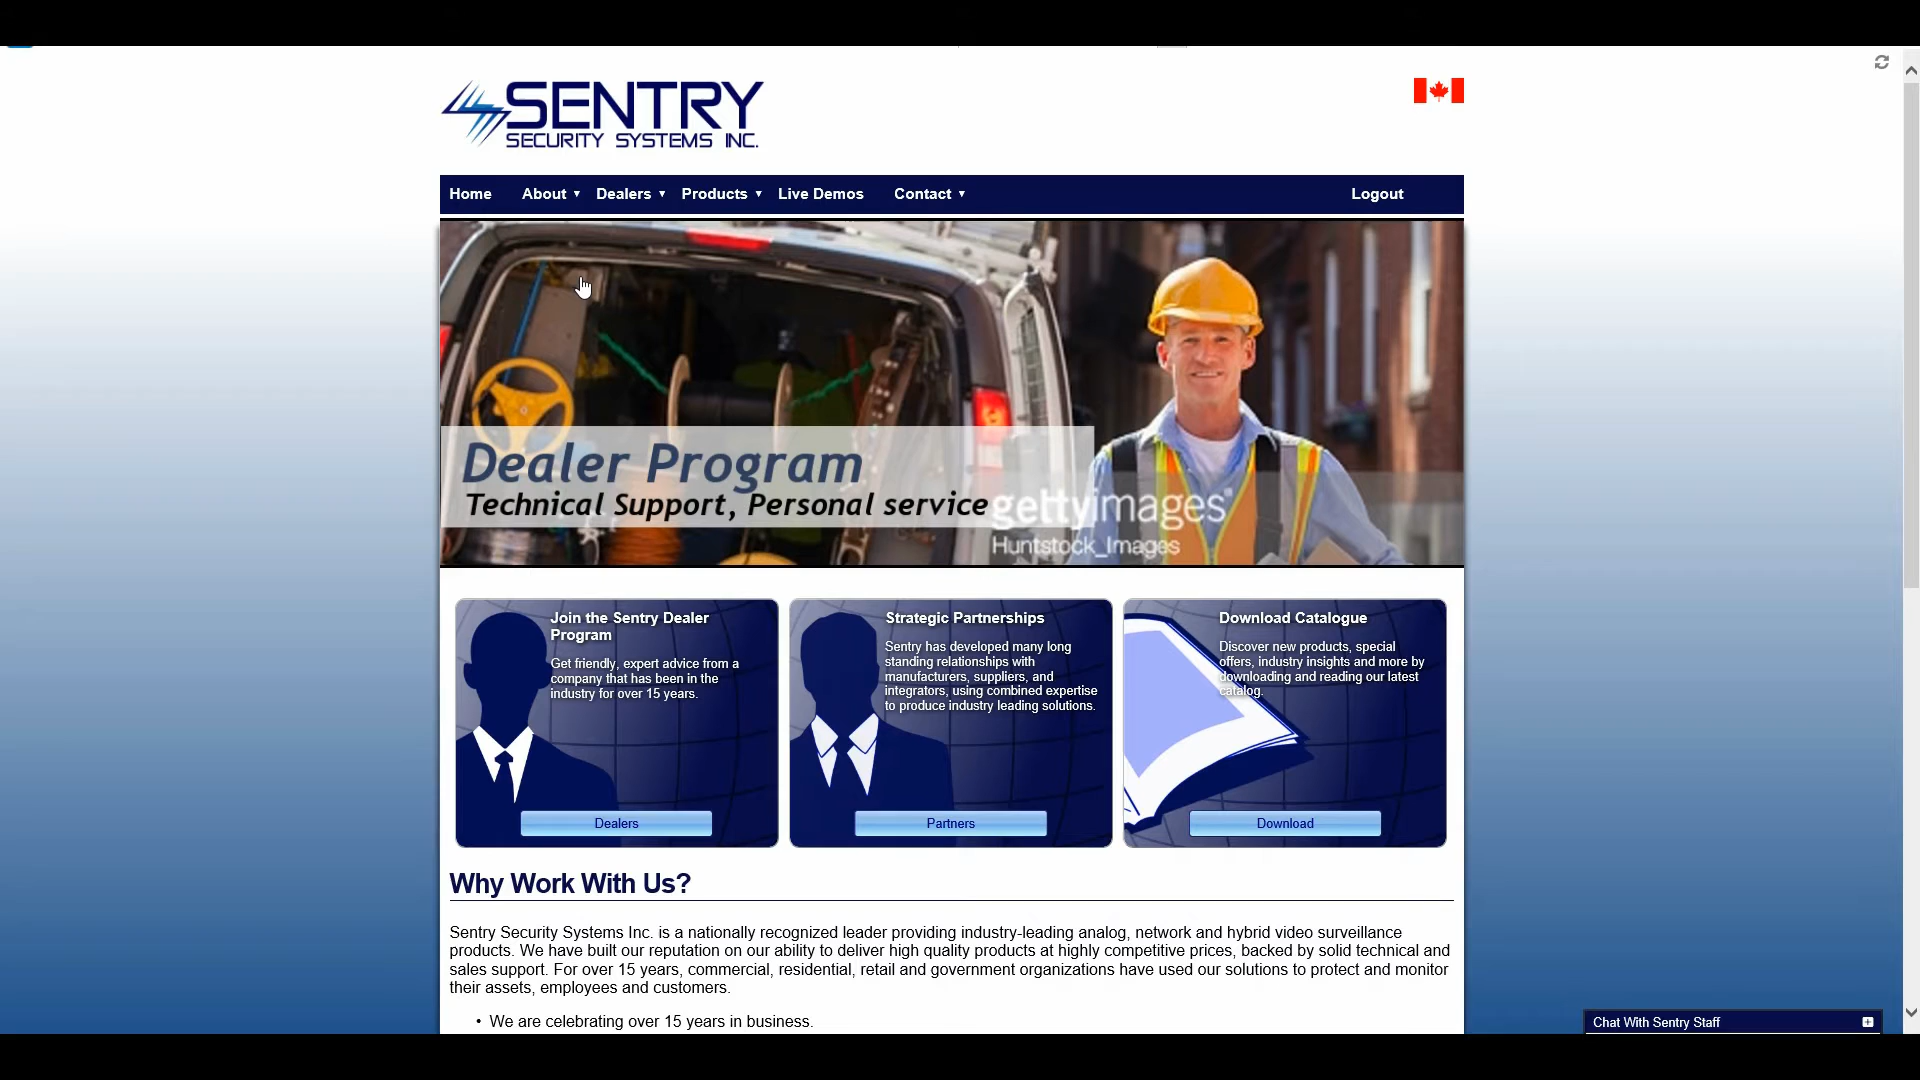 SENTRY
SECURITY SYSTEMS INC.
Home About ▼ Dealers ▼ Products ▼ Live Demos Contact ▼ Logout
Dealer Program
Technical Support, Personal service
gettyimages®
Huntstock_Images
Join the Sentry Dealer
Program
Get friendly, expert advice from a
company that has been in the
industry for over 15 years.
Dealers
Strategic Partnerships
Sentry has developed many long
standing relationships with
manufacturers, suppliers, and
integrators, using combined expertise
to produce industry leading solutions.
Partners
Download Catalogue
Discover new products, special
offers, industry insights and more by
downloading and reading our latest
catalog.
Download
Why Work With Us?
Sentry Security Systems Inc. is a nationally recognized leader providing industry-leading analog, network and hybrid video surveillance
products. We have built our reputation on our ability to deliver high quality products at highly competitive prices, backed by solid technical and
sales support. For over 15 years, commercial, residential, retail and government organizations have used our solutions to protect and monitor
their assets, employees and customers.
• We are celebrating over 15 years in business.
Chat With Sentry Staff